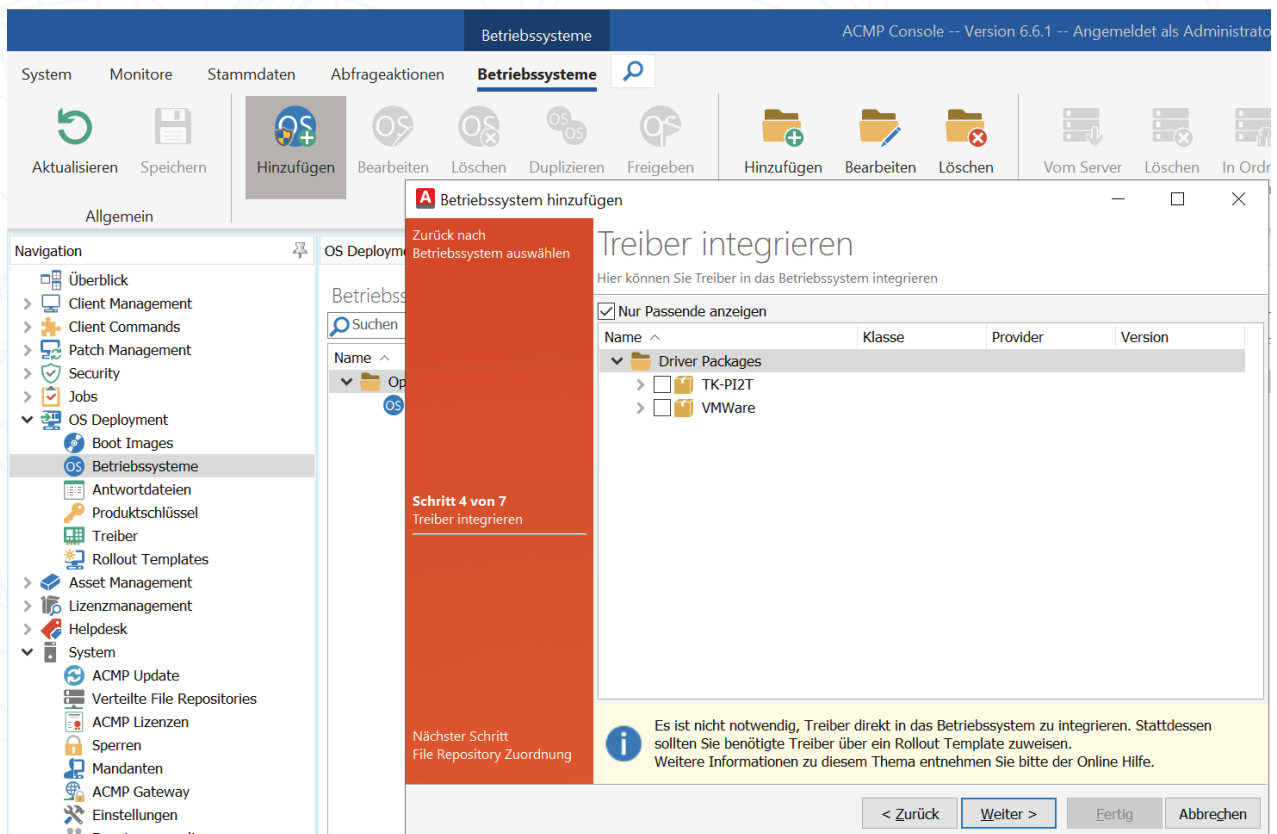 Betriebssysteme
ACMP Console -- Version 6.6.1 -- Angemeldet als Administrato
System Monitore Stammdaten Abfrageaktionen Betriebssysteme
Aktualisieren Speichern Hinzufügen Bearbeiten Löschen Duplizieren Freigeben Hinzufügen Bearbeiten Löschen Vom Server Löschen In Ordn
Allgemein
Navigation
Überblick
Client Management
Client Commands
Patch Management
Security
Jobs
OS Deployment
Boot Images
Betriebssysteme
Antwortdateien
Produktschlüssel
Treiber
Rollout Templates
Asset Management
Lizenzmanagement
Helpdesk
System
ACMP Update
Verteilte File Repositories
ACMP Lizenzen
Sperren
Mandanten
ACMP Gateway
Einstellungen
OS Deployme
Betriebss
Suchen
Name
Op
Betriebssystem hinzufügen
Zurück nach
Betriebssystem auswählen
Schritt 4 von 7
Treiber integrieren
Nächster Schritt
File Repository Zuordnung
Treiber integrieren
Hier können Sie Treiber in das Betriebssystem integrieren
Nur Passende anzeigen
Name Klasse Provider Version
Driver Packages
TK-PI2T
VMWare
Es ist nicht notwendig, Treiber direkt in das Betriebssystem zu integrieren. Stattdessen
sollten Sie benötigte Treiber über ein Rollout Template zuweisen.
Weitere Informationen zu diesem Thema entnehmen Sie bitte der Online Hilfe.
< Zurück Weiter > Fertig Abbrechen